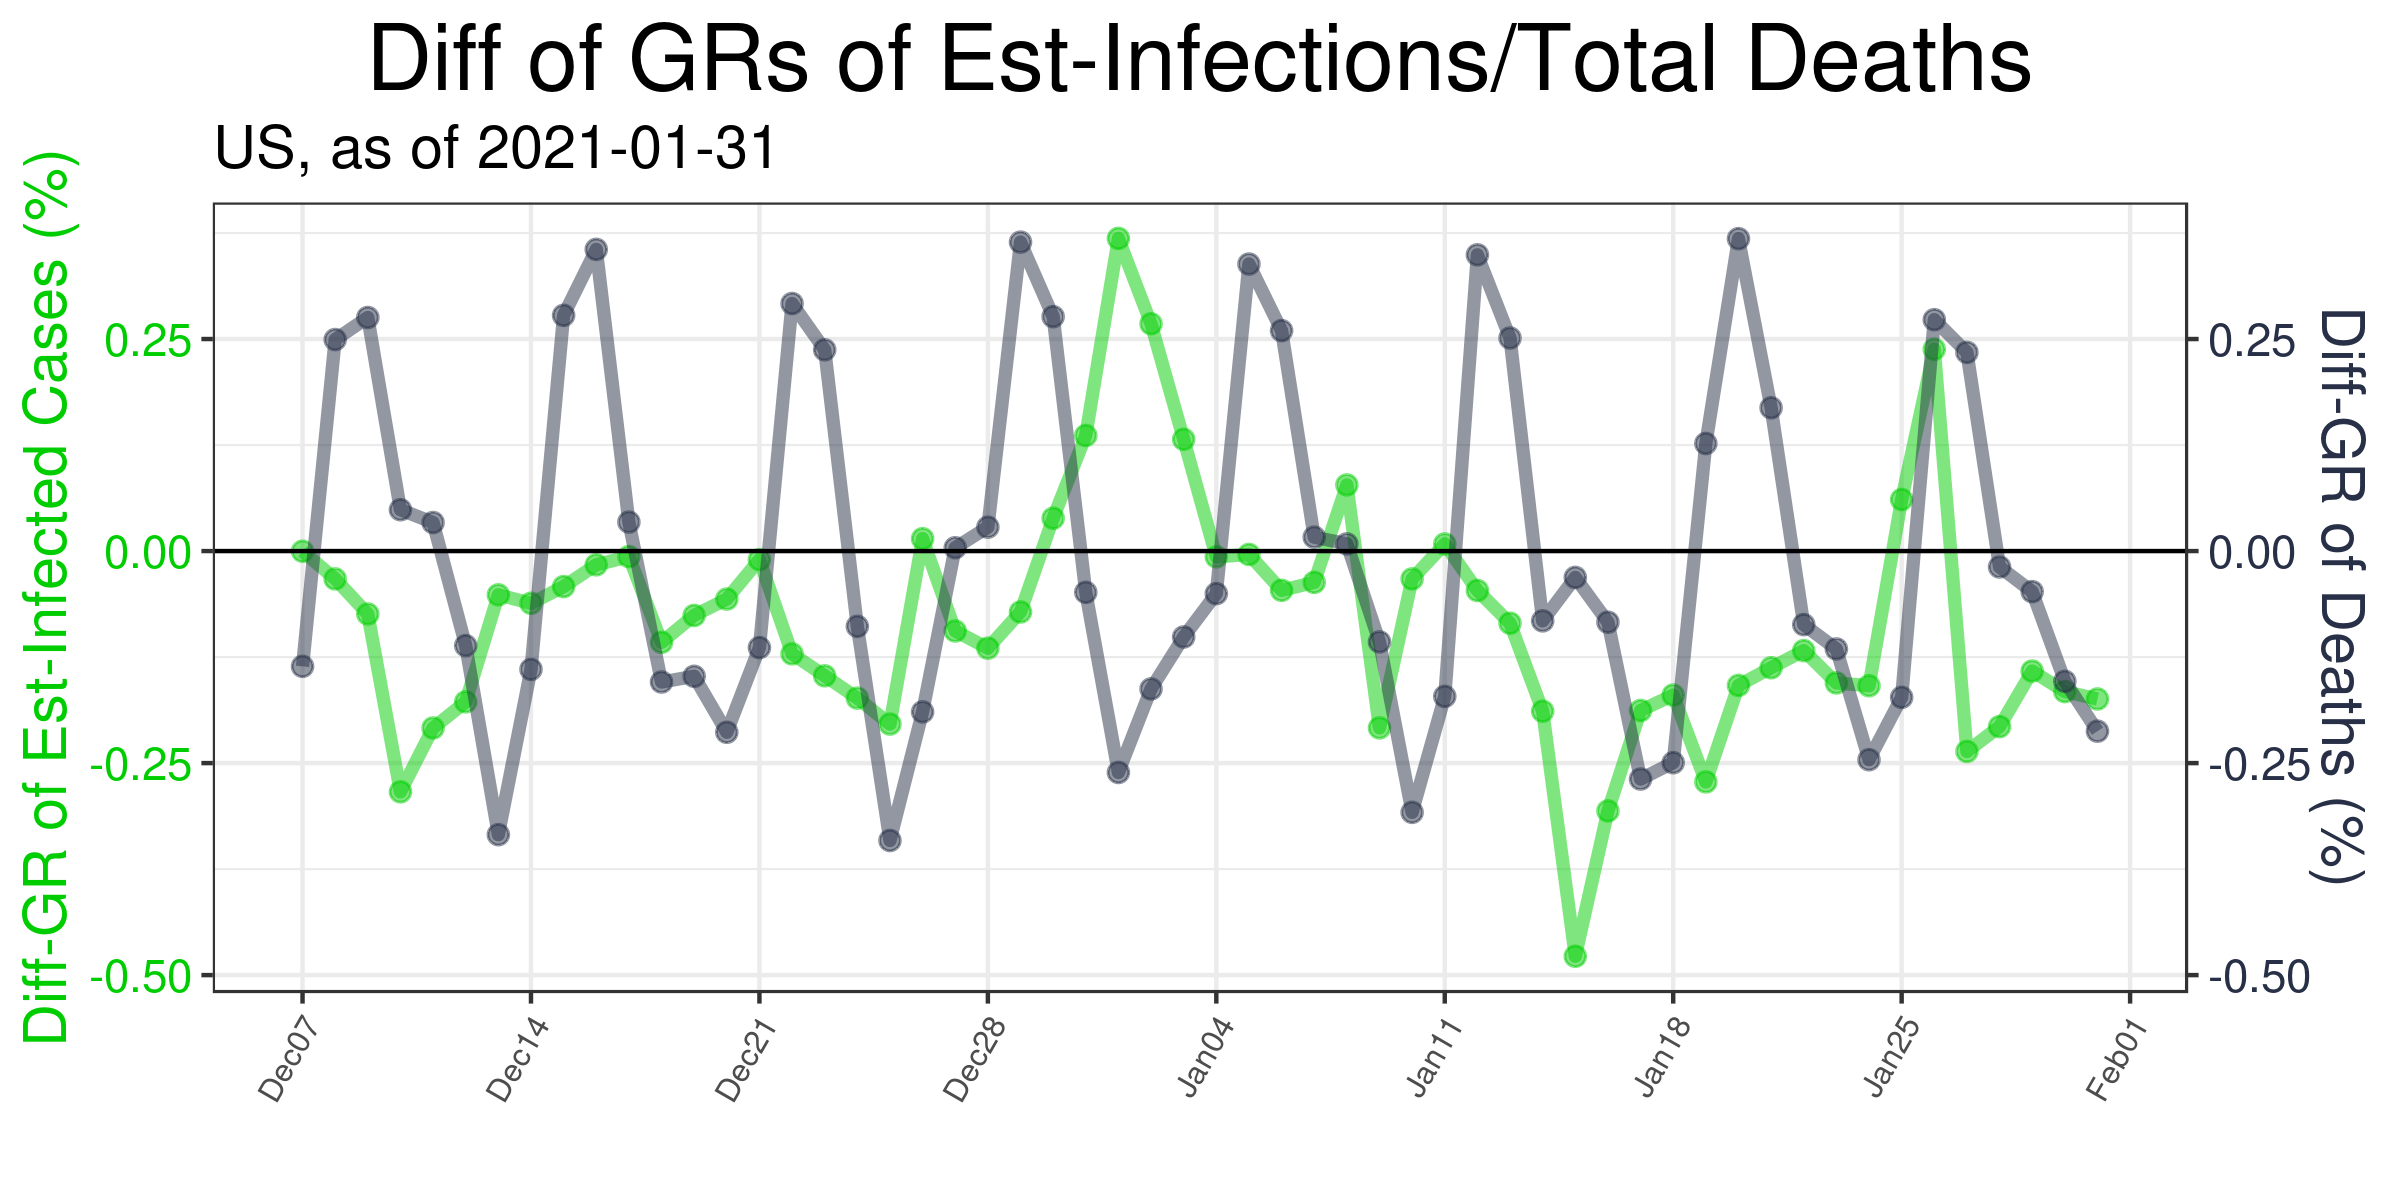 Diff of GRs of Est-Infections/Total Deaths
US, as of 2021-01-31
Diff-GR of Est-Infected Cases (%)
0.25
0.00
-0.25
-0.50
0.25
0.00
-0.25
-0.50
Diff-GR of Deaths (%)
Dec07
Dec14
Dec21
Dec28
Jan04
Jan11
Jan18
Jan25
Feb01